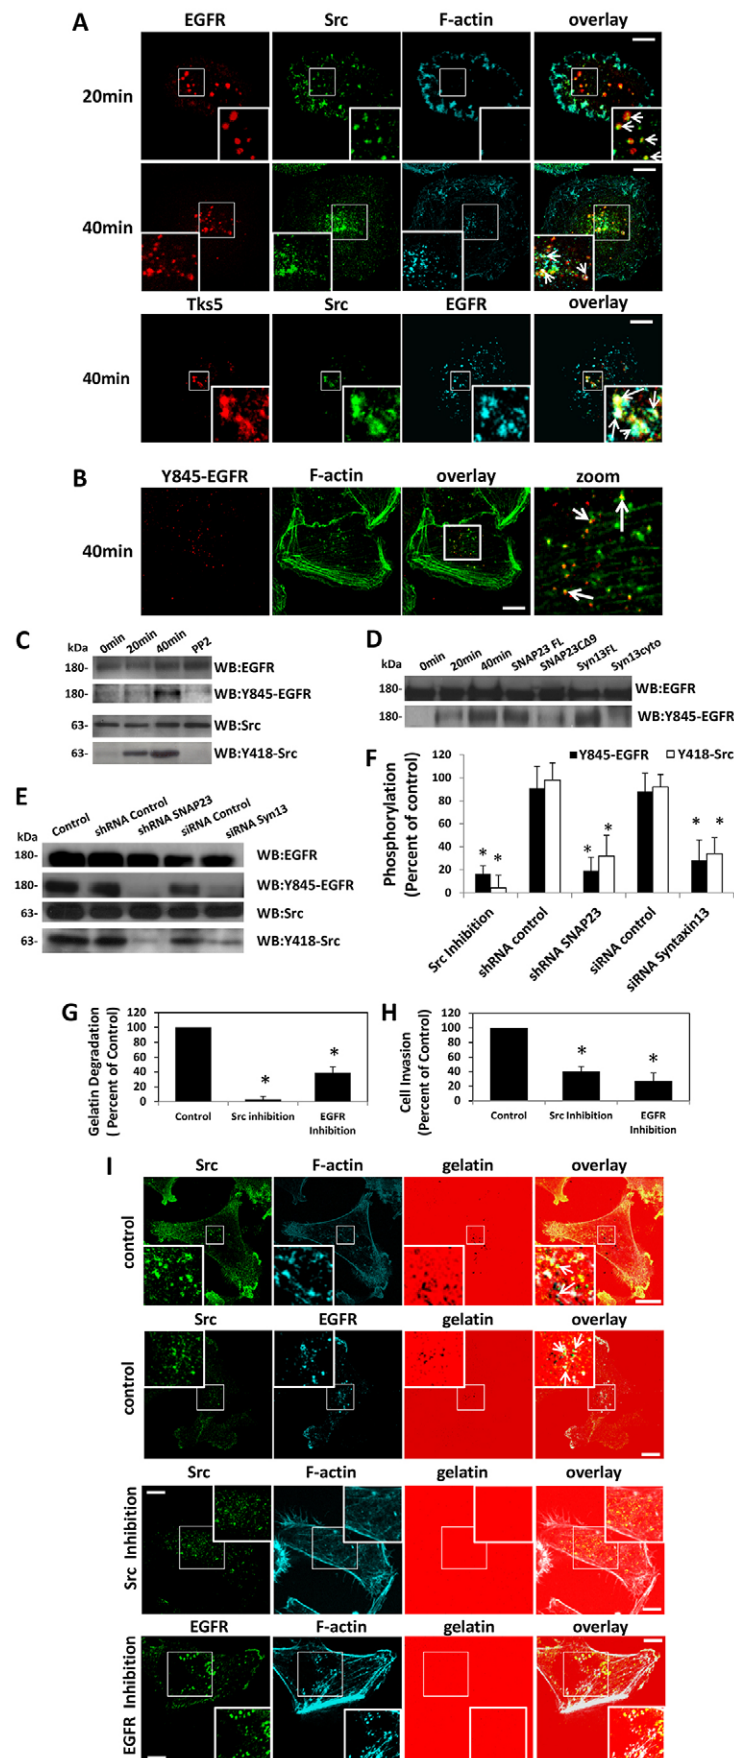 A
EGFR Src F-actin overlay
20min
40min
Tks5 Src EGFR overlay
40min
B
Y845-EGFR F-actin overlay zoom
40min
C
kDa 0min 20min 40min PP2
180- WB:EGFR
180- WB:Y845-EGFR
63- WB:Src
63- WB:Y418-Src
D
kDa 0min 20min 40min SNAP23 FL SNAP23CΔ9 Syn13FL Syn13cyto
180- WB:EGFR
180- WB:Y845-EGFR
E
kDa Control shRNA Control shRNA SNAP23 siRNA Control siRNA Syn13
180- WB:EGFR
180- WB:Y845-EGFR
63- WB:Src
63- WB:Y418-Src
F
Phosphorylation
(Percent of control)
120
100
80
60
40
20
0
Y845-EGFR Y418-Src
* * * * * *
Src Inhibition shRNA control shRNA SNAP23 siRNA control siRNA Syntaxin13
G
Gelatin Degradation
( Percent of Control)
120
100
80
60
40
20
0
* *
Control Src inhibition EGFR
Inhibition
H
Cell Invasion
(Percent of Control)
120
100
80
60
40
20
0
* *
Control Src Inhibition EGFR
Inhibition
I
Src F-actin gelatin overlay
control
Src EGFR gelatin overlay
control
Src F-actin gelatin overlay
Src Inhibition
EGFR F-actin gelatin overlay
EGFR Inhibition